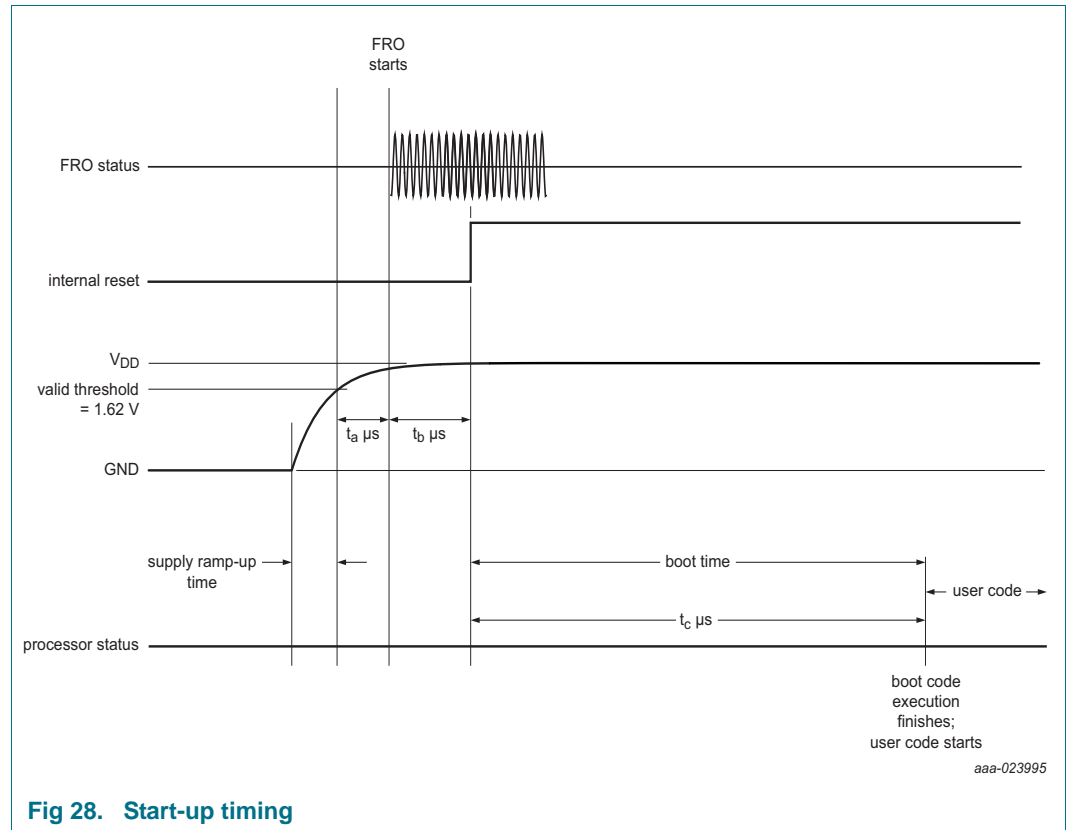 FRO
starts
FRO status
internal reset
VDD
valid threshold
= 1.62 V
ta μs
tb μs
GND
supply ramp-up
time
boot time
user code
tc μs
processor status
boot code
execution
finishes;
user code starts
aaa-023995
Fig 28. Start-up timing